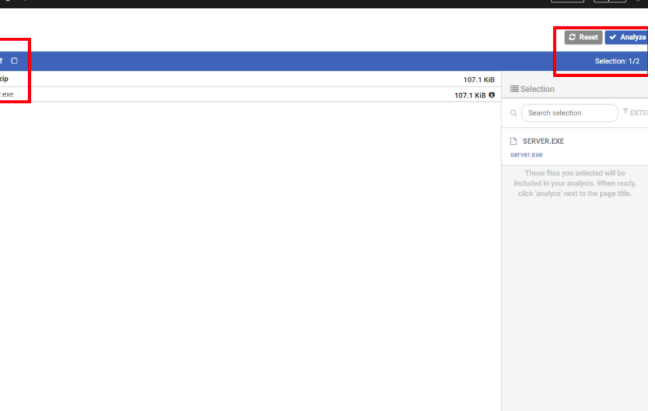 Reset Analyze
Selection: 1/2
zip 107.1 KiB
.exe 107.1 KiB
Selection
Search selection
EXTE
SERVER.EXE
server.exe
These files you selected will be
included in your analysis. When ready,
click 'analyze' next to the page title.